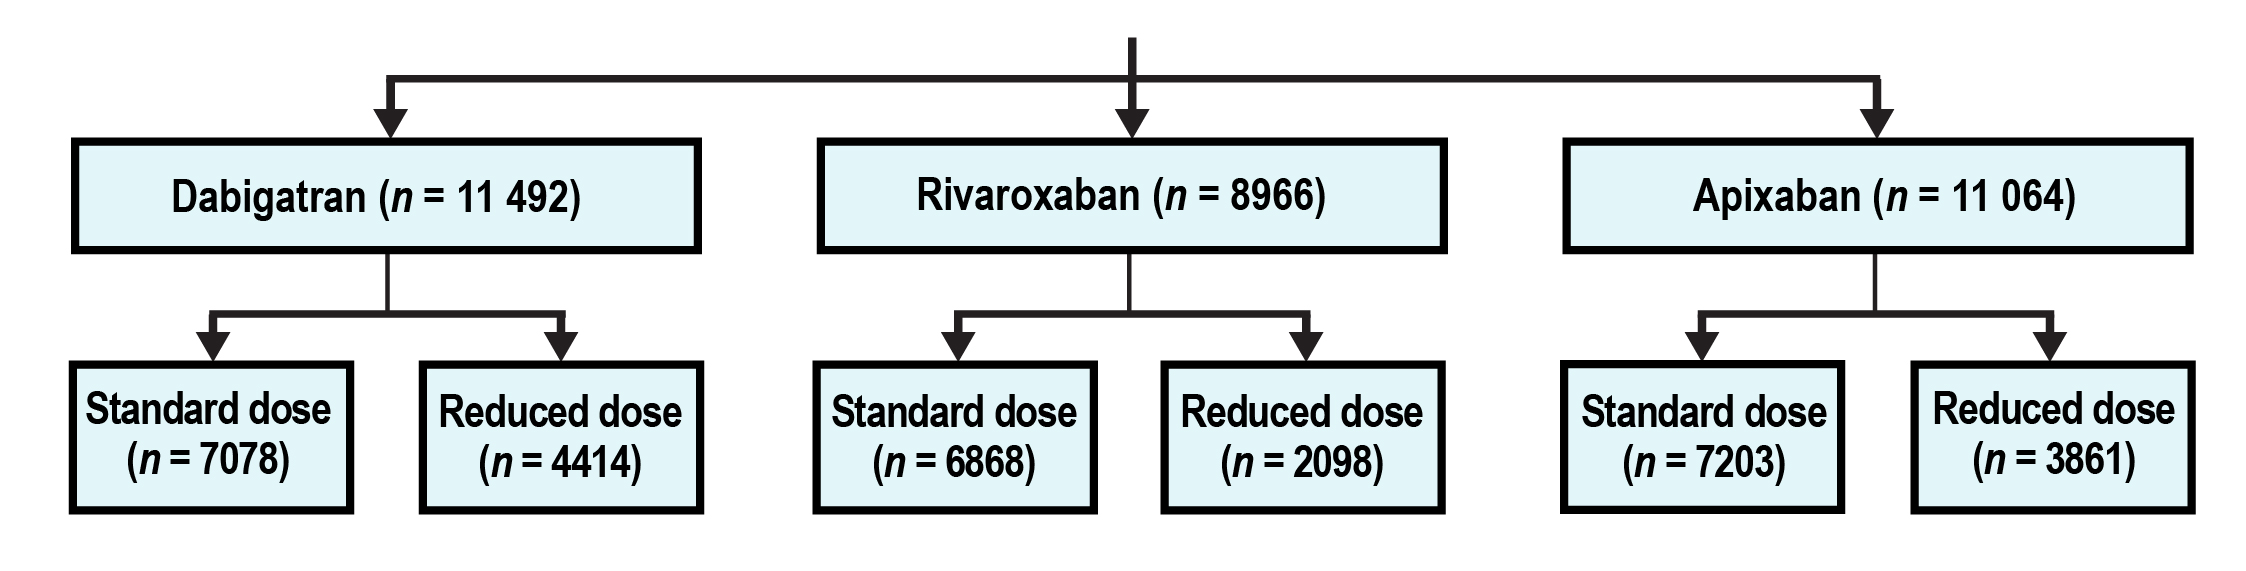 Dabigatran (n = 11 492)
Rivaroxaban (n = 8966)
Apixaban (n = 11 064)
Standard dose
(n = 7078)
Reduced dose
(n = 4414)
Standard dose
(n = 6868)
Reduced dose
(n = 2098)
Standard dose
(n = 7203)
Reduced dose
(n = 3861)